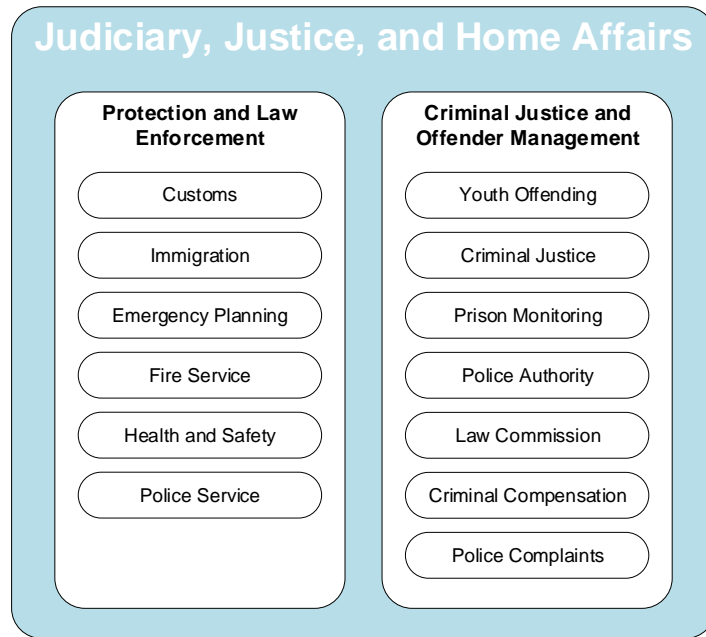 Judiciary, Justice, and Home Affairs
Protection and Law
Enforcement
Customs
Immigration
Emergency Planning
Fire Service
Health and Safety
Police Service
Criminal Justice and
Offender Management
Youth Offending
Criminal Justice
Prison Monitoring
Police Authority
Law Commission
Criminal Compensation
Police Complaints